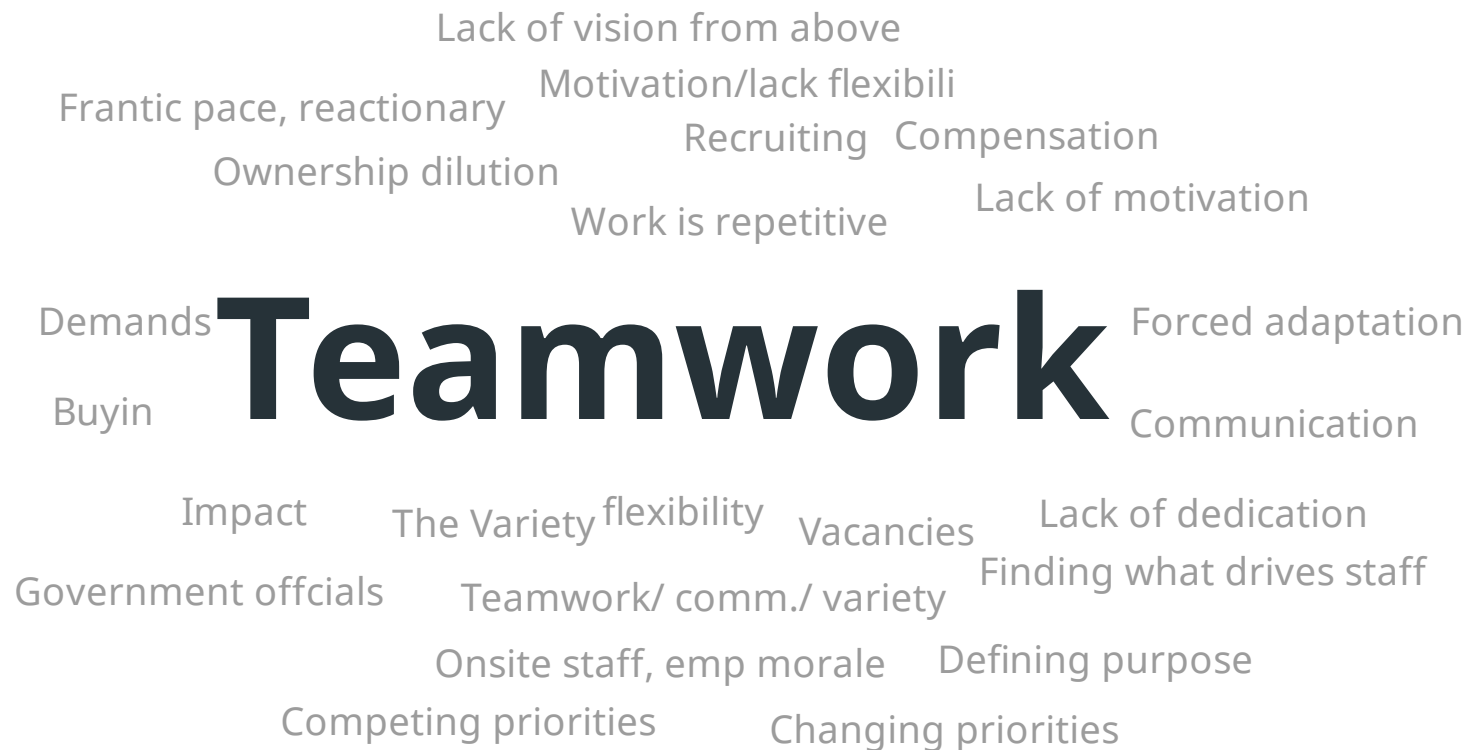 Lack of vision from above
Motivation/lack flexibili
Frantic pace, reactionary
Recruiting
Compensation
Ownership dilution
Lack of motivation
Work is repetitive
Demands
Teamwork
Forced adaptation
Buyin
Communication
Impact
The Variety
flexibility
Vacancies
Lack of dedication
Finding what drives staff
Government offcials
Teamwork/ comm./ variety
Onsite staff, emp morale
Defining purpose
Competing priorities
Changing priorities